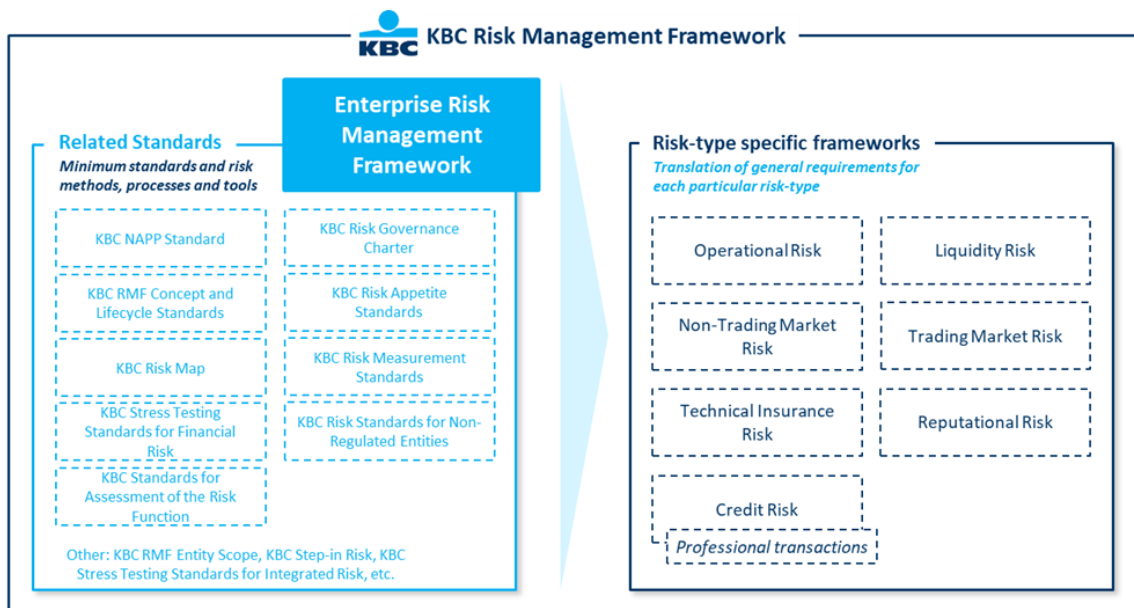 KBC
KBC Risk Management Framework
Enterprise Risk
Management
Framework
Related Standards
Minimum standards and risk
methods, processes and tools
KBC NAPP Standard
KBC Risk Governance
Charter
KBC RMF Concept and
Lifecycle Standards
KBC Risk Appetite
Standards
KBC Risk Map
KBC Risk Measurement
Standards
KBC Stress Testing
Standards for Financial
Risk
KBC Risk Standards for Non-
Regulated Entities
KBC Standards for
Assessment of the Risk
Function
Other: KBC RMF Entity Scope, KBC Step-in Risk, KBC
Stress Testing Standards for Integrated Risk, etc.
Risk-type specific frameworks
Translation of general requirements for
each particular risk-type
Operational Risk
Liquidity Risk
Non-Trading Market
Risk
Trading Market Risk
Technical Insurance
Risk
Reputational Risk
Credit Risk
Professional transactions